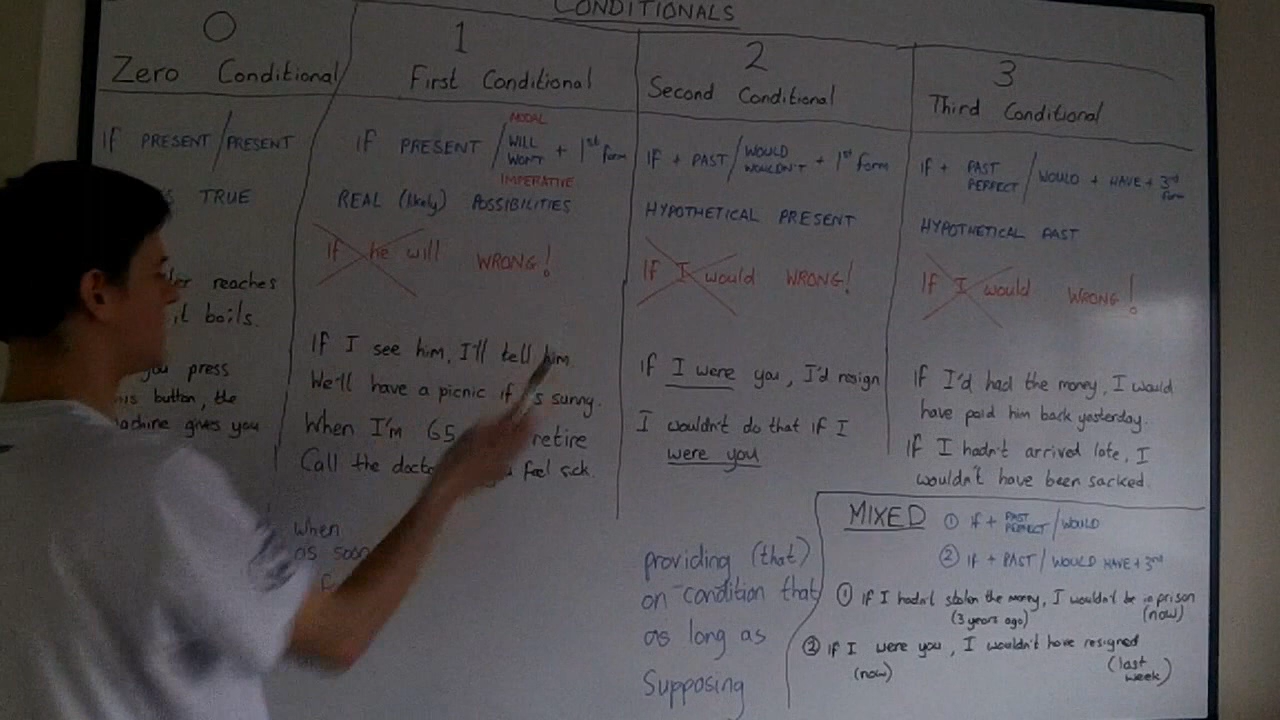 CONDITIONALS
0
Zero Conditional
If PRESENT / PRESENT
TRUE
reaches
boils.
you press
button, the
machine gives you
1
First Conditional
If PRESENT / MODAL WILL WON'T IMPERATIVE + 1st form
REAL (likely) POSSIBILITIES
If he will WRONG!
If I see him, I'll tell him
We'll have a picnic if sunny.
When I'm 65 retire
Call the feel sick.
when
as soon
2
Second Conditional
IF + PAST / WOULD WOULDN'T + 1st form
HYPOTHETICAL PRESENT
If I would WRONG!
If I were you, I'd resign
I wouldn't do that if I
were you
providing (that)
on condition that
as long as
Supposing
3
Third Conditional
IF + PAST PERFECT / WOULD + HAVE + 3rd form
HYPOTHETICAL PAST
If I would WRONG!
If I'd had the money, I would
have paid him back yesterday.
If I hadn't arrived late, I
wouldn't have been sacked.
MIXED ① If + PAST PERFECT / WOULD
② IF + PAST / WOULD HAVE + 3rd
① If I hadn't stolen the money, I wouldn't be in prison
(3 years ago) (now)
② If I were you, I wouldn't have resigned
(now) (last week)